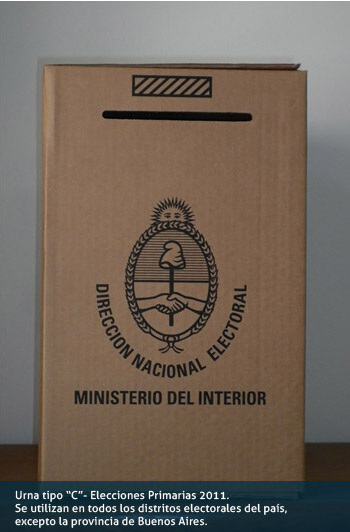 DIRECCION NACIONAL ELECTORAL
MINISTERIO DEL INTERIOR
Urna tipo “C”- Elecciones Primarias 2011.
Se utilizan en todos los distritos electorales del país,
excepto la provincia de Buenos Aires.